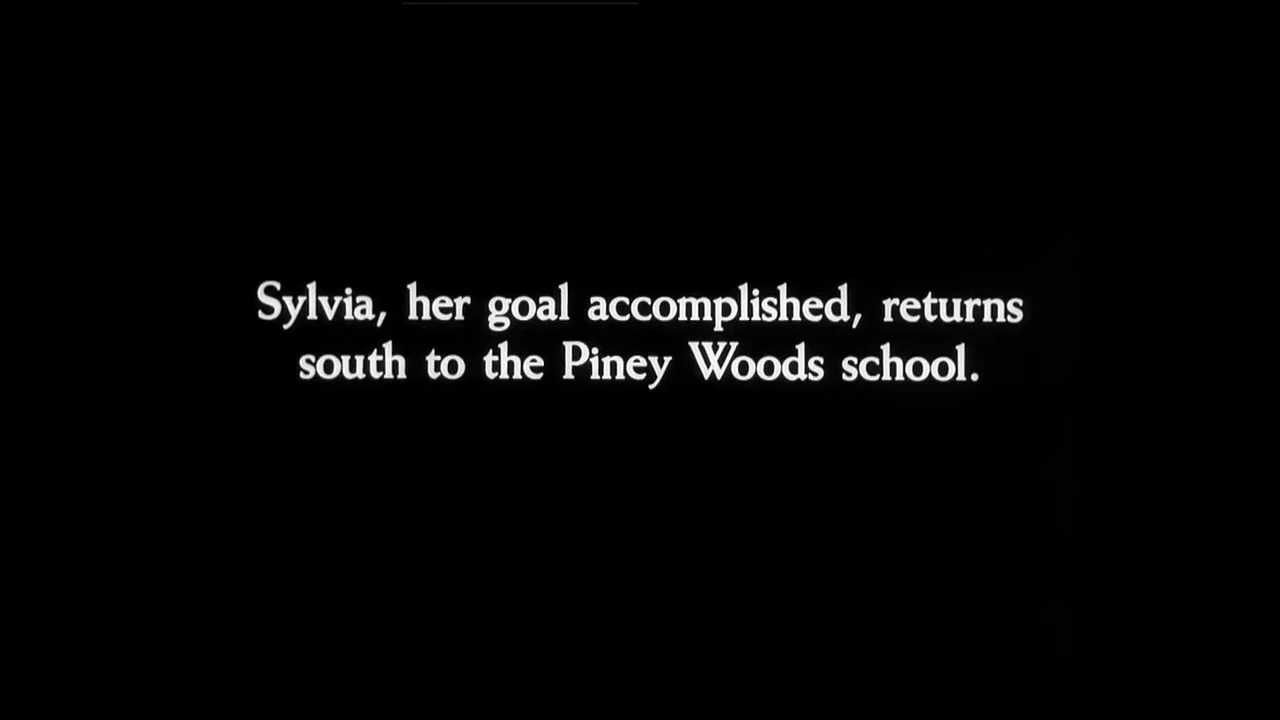 Sylvia, her goal accomplished, returns
south to the Piney Woods school.